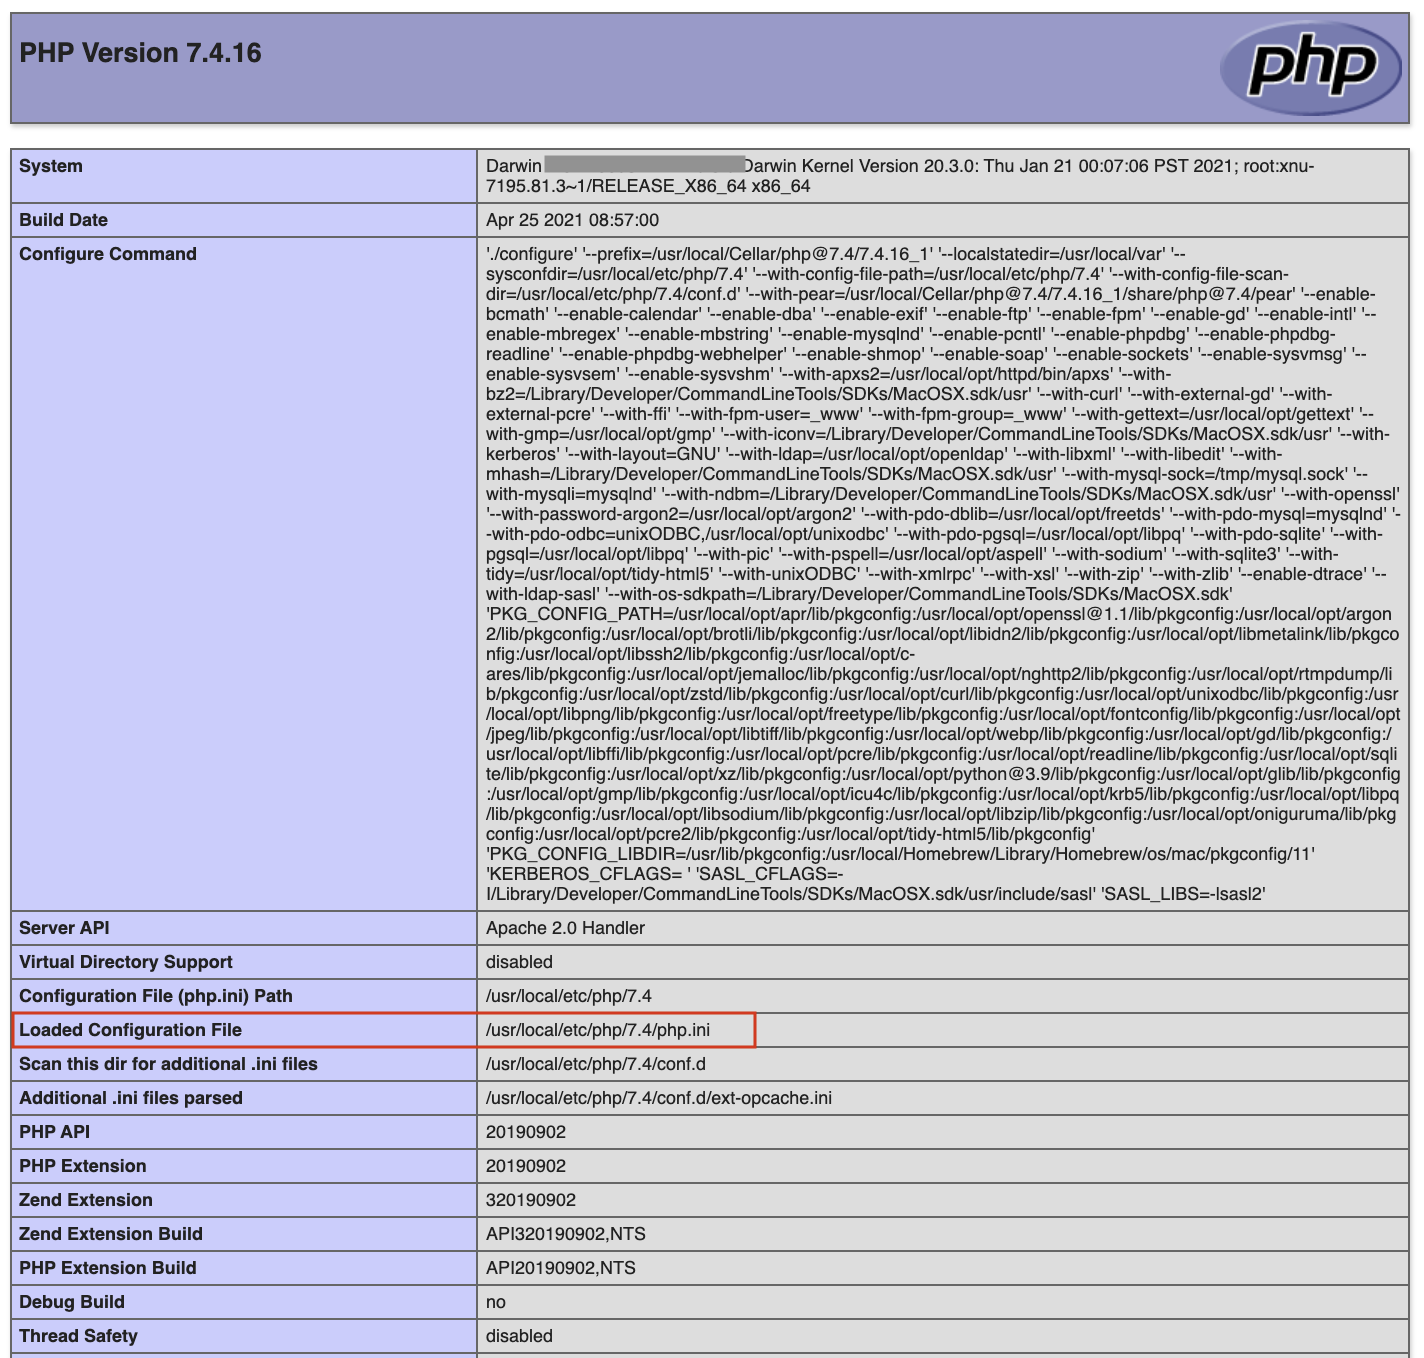 PHP Version 7.4.16
php
System
Darwin Darwin Kernel Version 20.3.0: Thu Jan 21 00:07:06 PST 2021; root:xnu-
7195.81.3~1/RELEASE_X86_64 x86_64
Build Date
Apr 25 2021 08:57:00
Configure Command
'./configure' '--prefix=/usr/local/Cellar/php@7.4/7.4.16_1' '--localstatedir=/usr/local/var' '--
sysconfdir=/usr/local/etc/php/7.4' '--with-config-file-path=/usr/local/etc/php/7.4' '--with-config-file-scan-
dir=/usr/local/etc/php/7.4/conf.d' '--with-pear=/usr/local/Cellar/php@7.4/7.4.16_1/share/php@7.4/pear' '--enable-
bcmath' '--enable-calendar' '--enable-dba' '--enable-exif' '--enable-ftp' '--enable-fpm' '--enable-gd' '--enable-intl' '--
enable-mbregex' '--enable-mbstring' '--enable-mysqlnd' '--enable-pcntl' '--enable-phpdbg' '--enable-phpdbg-
readline' '--enable-phpdbg-webhelper' '--enable-shmop' '--enable-soap' '--enable-sockets' '--enable-sysvmsg' '--
enable-sysvsem' '--enable-sysvshm' '--with-apxs2=/usr/local/opt/httpd/bin/apxs' '--with-
bz2=/Library/Developer/CommandLineTools/SDKs/MacOSX.sdk/usr' '--with-curl' '--with-external-gd' '--with-
external-pcre' '--with-ffi' '--with-fpm-user=_www' '--with-fpm-group=_www' '--with-gettext=/usr/local/opt/gettext' '--
with-gmp=/usr/local/opt/gmp' '--with-iconv=/Library/Developer/CommandLineTools/SDKs/MacOSX.sdk/usr' '--with-
kerberos' '--with-layout=GNU' '--with-ldap=/usr/local/opt/openldap' '--with-libxml' '--with-libedit' '--with-
mhash=/Library/Developer/CommandLineTools/SDKs/MacOSX.sdk/usr' '--with-mysql-sock=/tmp/mysql.sock' '--
with-mysqli=mysqlnd' '--with-ndbm=/Library/Developer/CommandLineTools/SDKs/MacOSX.sdk/usr' '--with-openssl'
'--with-password-argon2=/usr/local/opt/argon2' '--with-pdo-dblib=/usr/local/opt/freetds' '--with-pdo-mysql=mysqlnd' '-
-with-pdo-odbc=unixODBC,/usr/local/opt/unixodbc' '--with-pdo-pgsql=/usr/local/opt/libpq' '--with-pdo-sqlite' '--with-
pgsql=/usr/local/opt/libpq' '--with-pic' '--with-pspell=/usr/local/opt/aspell' '--with-sodium' '--with-sqlite3' '--with-
tidy=/usr/local/opt/tidy-html5' '--with-unixODBC' '--with-xmlrpc' '--with-xsl' '--with-zip' '--with-zlib' '--enable-dtrace' '--
with-ldap-sasl' '--with-os-sdkpath=/Library/Developer/CommandLineTools/SDKs/MacOSX.sdk'
'PKG_CONFIG_PATH=/usr/local/opt/apr/lib/pkgconfig:/usr/local/opt/openssl@1.1/lib/pkgconfig:/usr/local/opt/argon
2/lib/pkgconfig:/usr/local/opt/brotli/lib/pkgconfig:/usr/local/opt/libidn2/lib/pkgconfig:/usr/local/opt/libmetalink/lib/pkgco
nfig:/usr/local/opt/libssh2/lib/pkgconfig:/usr/local/opt/c-
ares/lib/pkgconfig:/usr/local/opt/jemalloc/lib/pkgconfig:/usr/local/opt/nghttp2/lib/pkgconfig:/usr/local/opt/rtmpdump/li
b/pkgconfig:/usr/local/opt/zstd/lib/pkgconfig:/usr/local/opt/curl/lib/pkgconfig:/usr/local/opt/unixodbc/lib/pkgconfig:/usr
/local/opt/libpng/lib/pkgconfig:/usr/local/opt/freetype/lib/pkgconfig:/usr/local/opt/fontconfig/lib/pkgconfig:/usr/local/opt
/jpeg/lib/pkgconfig:/usr/local/opt/libtiff/lib/pkgconfig:/usr/local/opt/webp/lib/pkgconfig:/usr/local/opt/gd/lib/pkgconfig:/
usr/local/opt/libffi/lib/pkgconfig:/usr/local/opt/pcre/lib/pkgconfig:/usr/local/opt/readline/lib/pkgconfig:/usr/local/opt/sqli
te/lib/pkgconfig:/usr/local/opt/xz/lib/pkgconfig:/usr/local/opt/python@3.9/lib/pkgconfig:/usr/local/opt/glib/lib/pkgconfig
:/usr/local/opt/gmp/lib/pkgconfig:/usr/local/opt/icu4c/lib/pkgconfig:/usr/local/opt/krb5/lib/pkgconfig:/usr/local/opt/libpq
/lib/pkgconfig:/usr/local/opt/libsodium/lib/pkgconfig:/usr/local/opt/libzip/lib/pkgconfig:/usr/local/opt/oniguruma/lib/pkg
config:/usr/local/opt/pcre2/lib/pkgconfig:/usr/local/opt/tidy-html5/lib/pkgconfig'
'PKG_CONFIG_LIBDIR=/usr/lib/pkgconfig:/usr/local/Homebrew/Library/Homebrew/os/mac/pkgconfig/11'
'KERBEROS_CFLAGS= ' 'SASL_CFLAGS=-
I/Library/Developer/CommandLineTools/SDKs/MacOSX.sdk/usr/include/sasl' 'SASL_LIBS=-lsasl2'
Server API
Apache 2.0 Handler
Virtual Directory Support
disabled
Configuration File (php.ini) Path
/usr/local/etc/php/7.4
Loaded Configuration File
/usr/local/etc/php/7.4/php.ini
Scan this dir for additional .ini files
/usr/local/etc/php/7.4/conf.d
Additional .ini files parsed
/usr/local/etc/php/7.4/conf.d/ext-opcache.ini
PHP API
20190902
PHP Extension
20190902
Zend Extension
320190902
Zend Extension Build
API320190902,NTS
PHP Extension Build
API20190902,NTS
Debug Build
no
Thread Safety
disabled